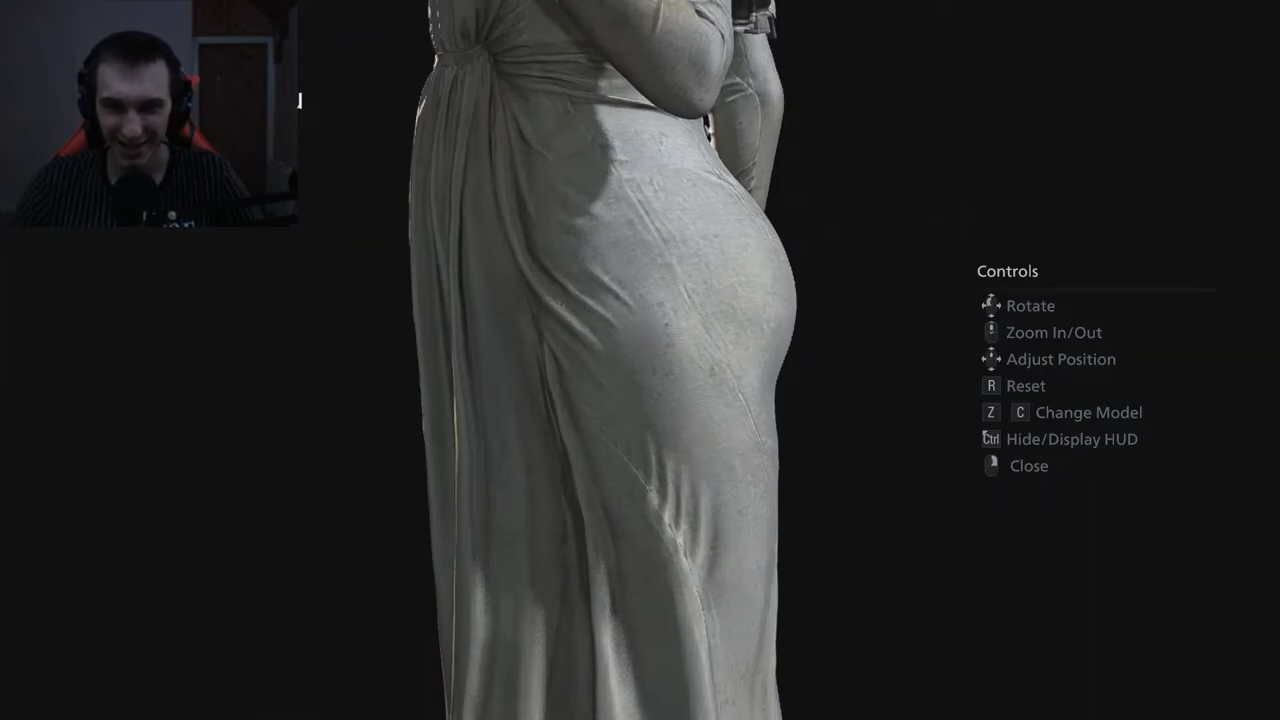 Controls
Rotate
Zoom In/Out
Adjust Position
R Reset
Z C Change Model
Ctrl Hide/Display HUD
Close